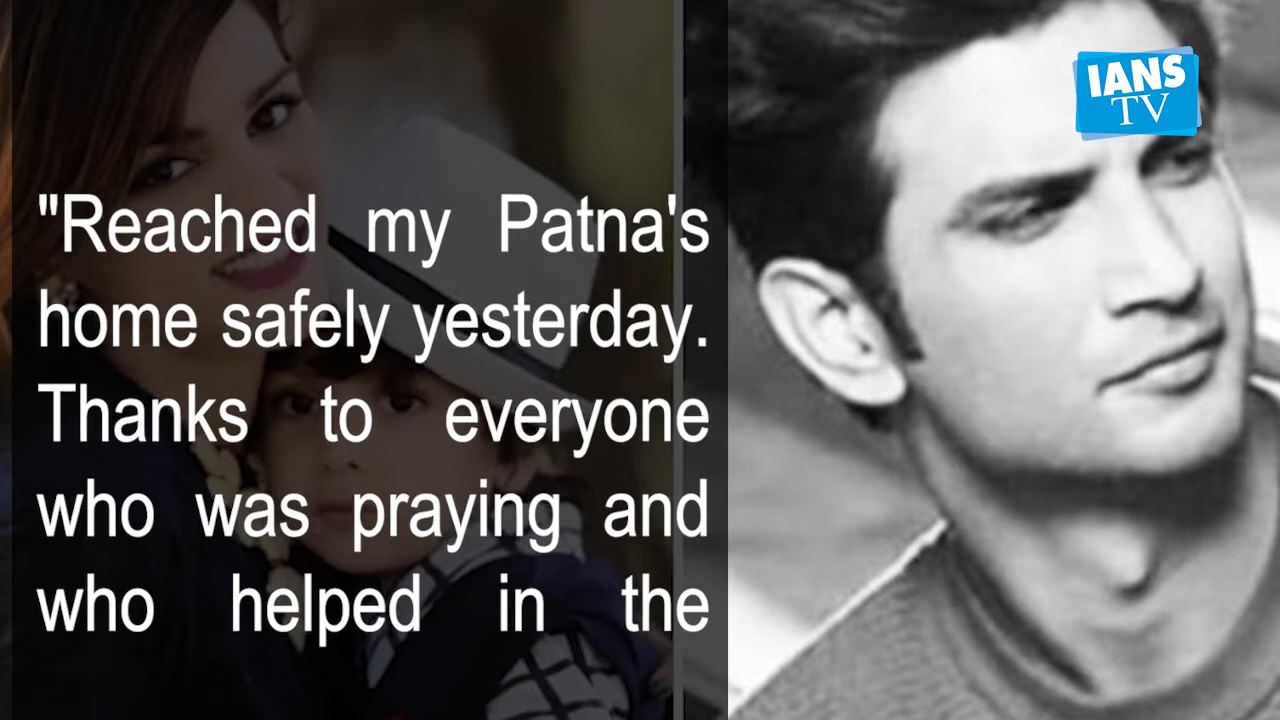 IANS
TV
"Reached my Patna's
home safely yesterday.
Thanks to everyone
who was praying and
who helped in the